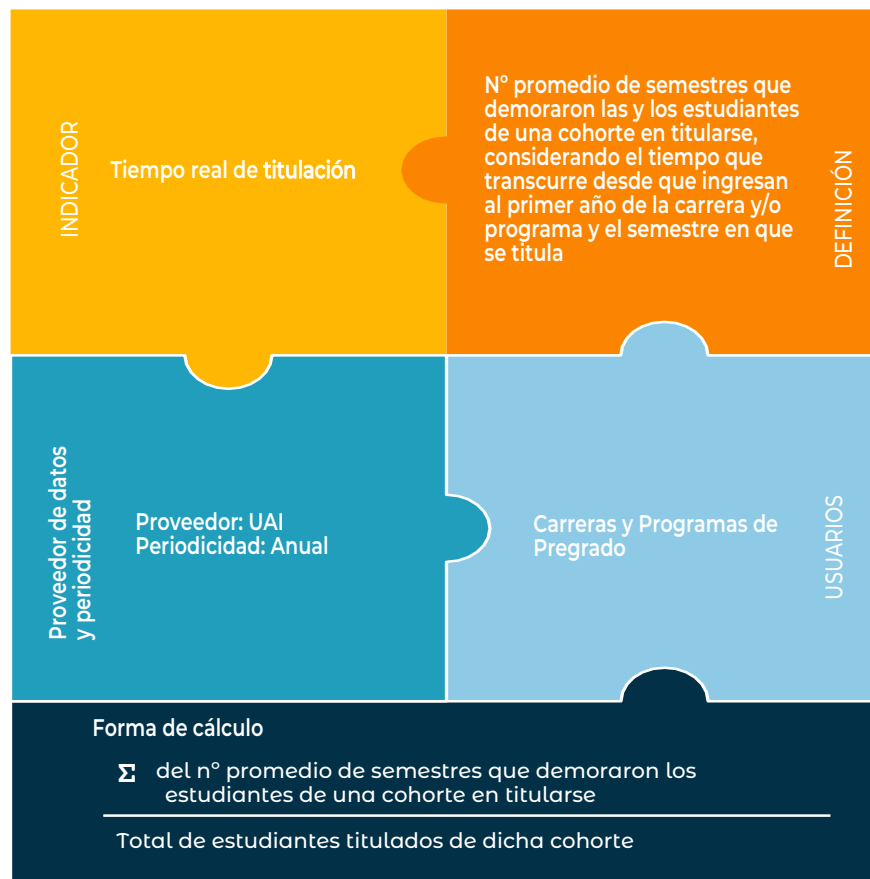 INDICADOR
Tiempo real de titulación
N° promedio de semestres que
demoraron las y los estudiantes
de una cohorte en titularse,
considerando el tiempo que
transcurre desde que ingresan
al primer año de la carrera y/o
programa y el semestre en que
se titula
DEFINICIÓN
Proveedor de datos
y periodicidad
Proveedor: UAI
Periodicidad: Anual
Carreras y Programas de
Pregrado
USUARIOS
Forma de cálculo
Σ del n° promedio de semestres que demoraron los
estudiantes de una cohorte en titularse
Total de estudiantes titulados de dicha cohorte